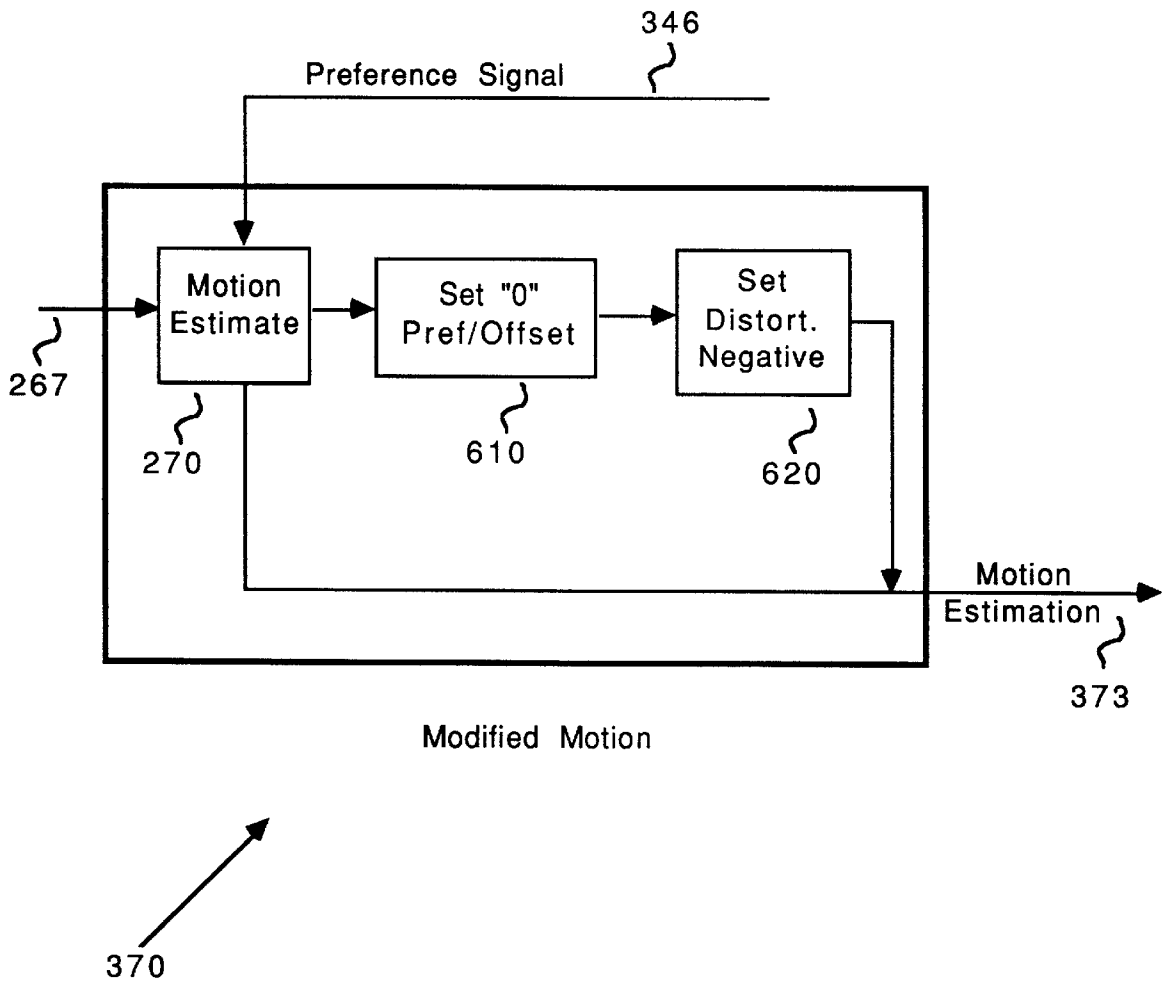 346
Preference Signal
Motion
Estimate
Set "0"
Pref/Offset
Set
Distort.
Negative
267
270
610
620
Motion
Estimation
373
Modified Motion
370